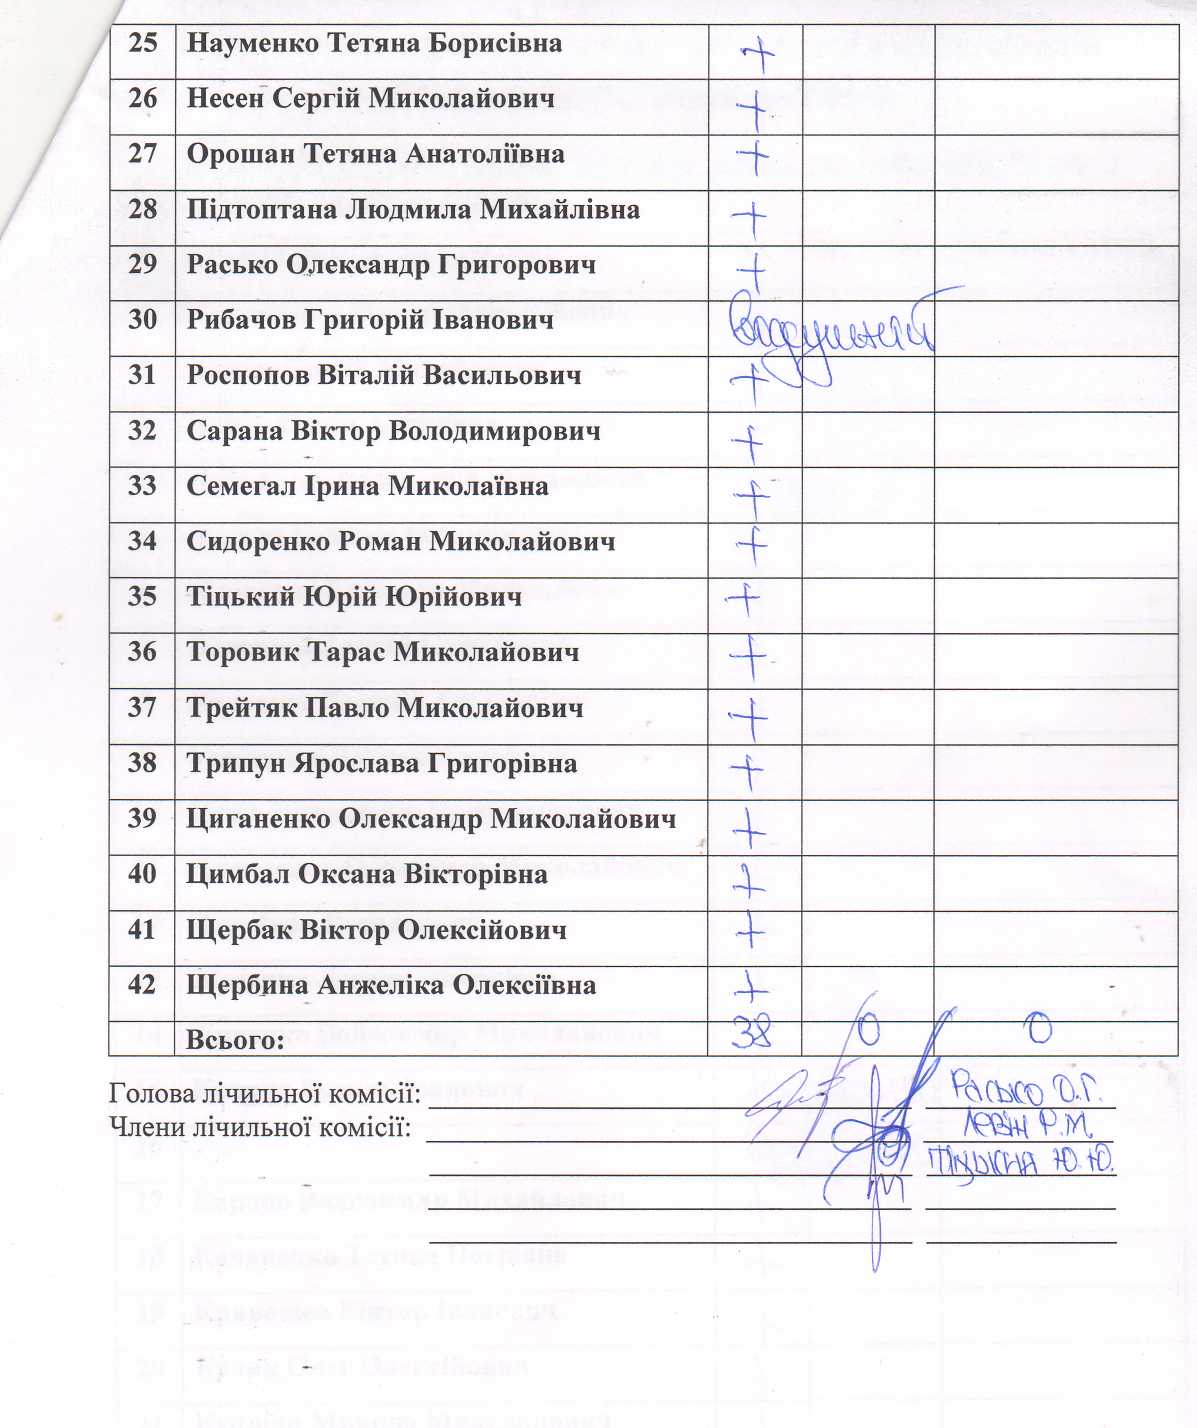 25 Науменко Тетяна Борисівна +
26 Несен Сергій Миколайович +
27 Орошан Тетяна Анатоліївна +
28 Підтоптана Людмила Михайлівна +
29 Расько Олександр Григорович +
30 Рибачов Григорій Іванович
31 Роспопов Віталій Васильович +
32 Сарана Віктор Володимирович +
33 Семегал Ірина Миколаївна +
34 Сидоренко Роман Миколайович +
35 Тіцький Юрій Юрійович +
36 Торовик Тарас Миколайович +
37 Трейтяк Павло Миколайович +
38 Трипун Ярослава Григорівна +
39 Циганенко Олександр Миколайович +
40 Цимбал Оксана Вікторівна +
41 Щербак Віктор Олексійович +
42 Щербина Анжеліка Олексіївна +
Всього: 38 0 0
Голова лічильної комісії: Расько О.Г.
Члени лічильної комісії: Левін Р.М
Тіцький Ю.Ю.